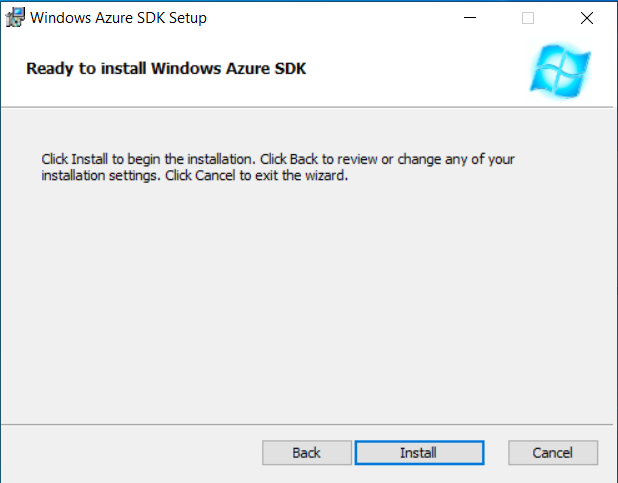 Windows Azure SDK Setup
Ready to install Windows Azure SDK
Click Install to begin the installation. Click Back to review or change any of your
installation settings. Click Cancel to exit the wizard.
Back Install Cancel